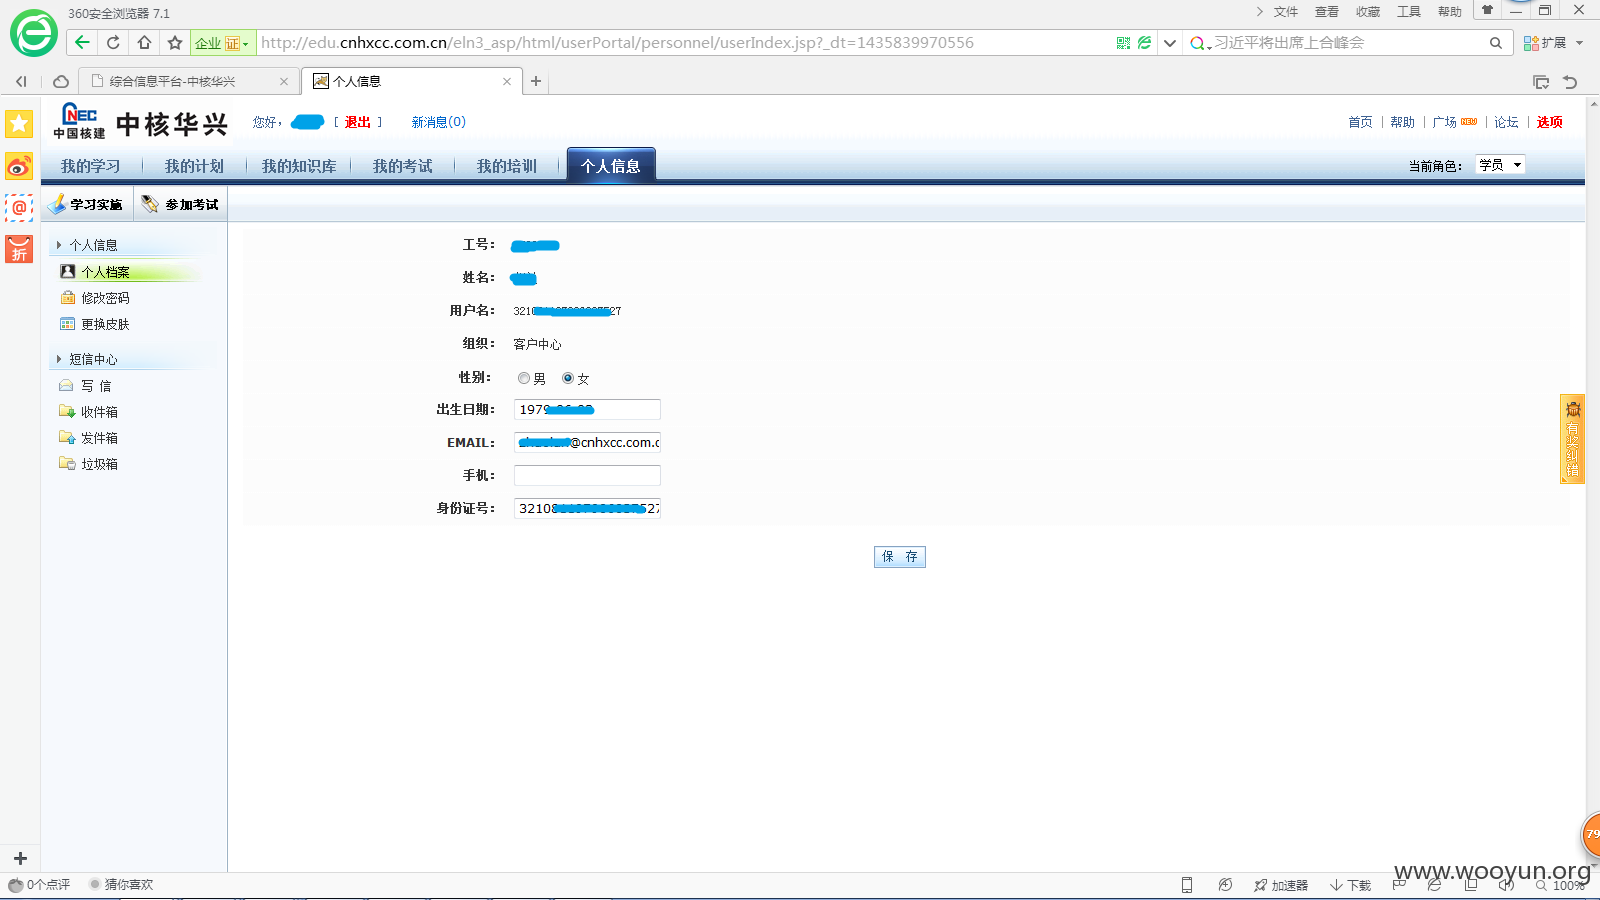 360安全浏览器 7.1
文件 查看 收藏 工具 帮助
企业 证 http://edu.cnhxcc.com.cn/eln3_asp/html/userPortal/personnel/userIndex.jsp?_dt=1435839970556 习近平将出席上合峰会 扩展
综合信息平台-中核华兴 个人信息
NEC 中国核建 中核华兴 您好, [ 退出 ] 新消息(0) 首页 | 帮助 | 广场 NEW | 论坛 | 选项
我的学习 我的计划 我的知识库 我的考试 我的培训 个人信息 当前角色: 学员
学习实施 参加考试
个人信息
个人档案
修改密码
更换皮肤
短信中心
写 信
收件箱
发件箱
垃圾箱
工号:
姓名:
用户名: 321 27
组织: 客户中心
性别: 男 女
出生日期: 1979
EMAIL: @cnhxcc.com.c
手机:
身份证号: 3210 527
保 存
有奖纠错
折
79
www.wooyun.org
0个点评 猜你喜欢 加速器 下载 100%